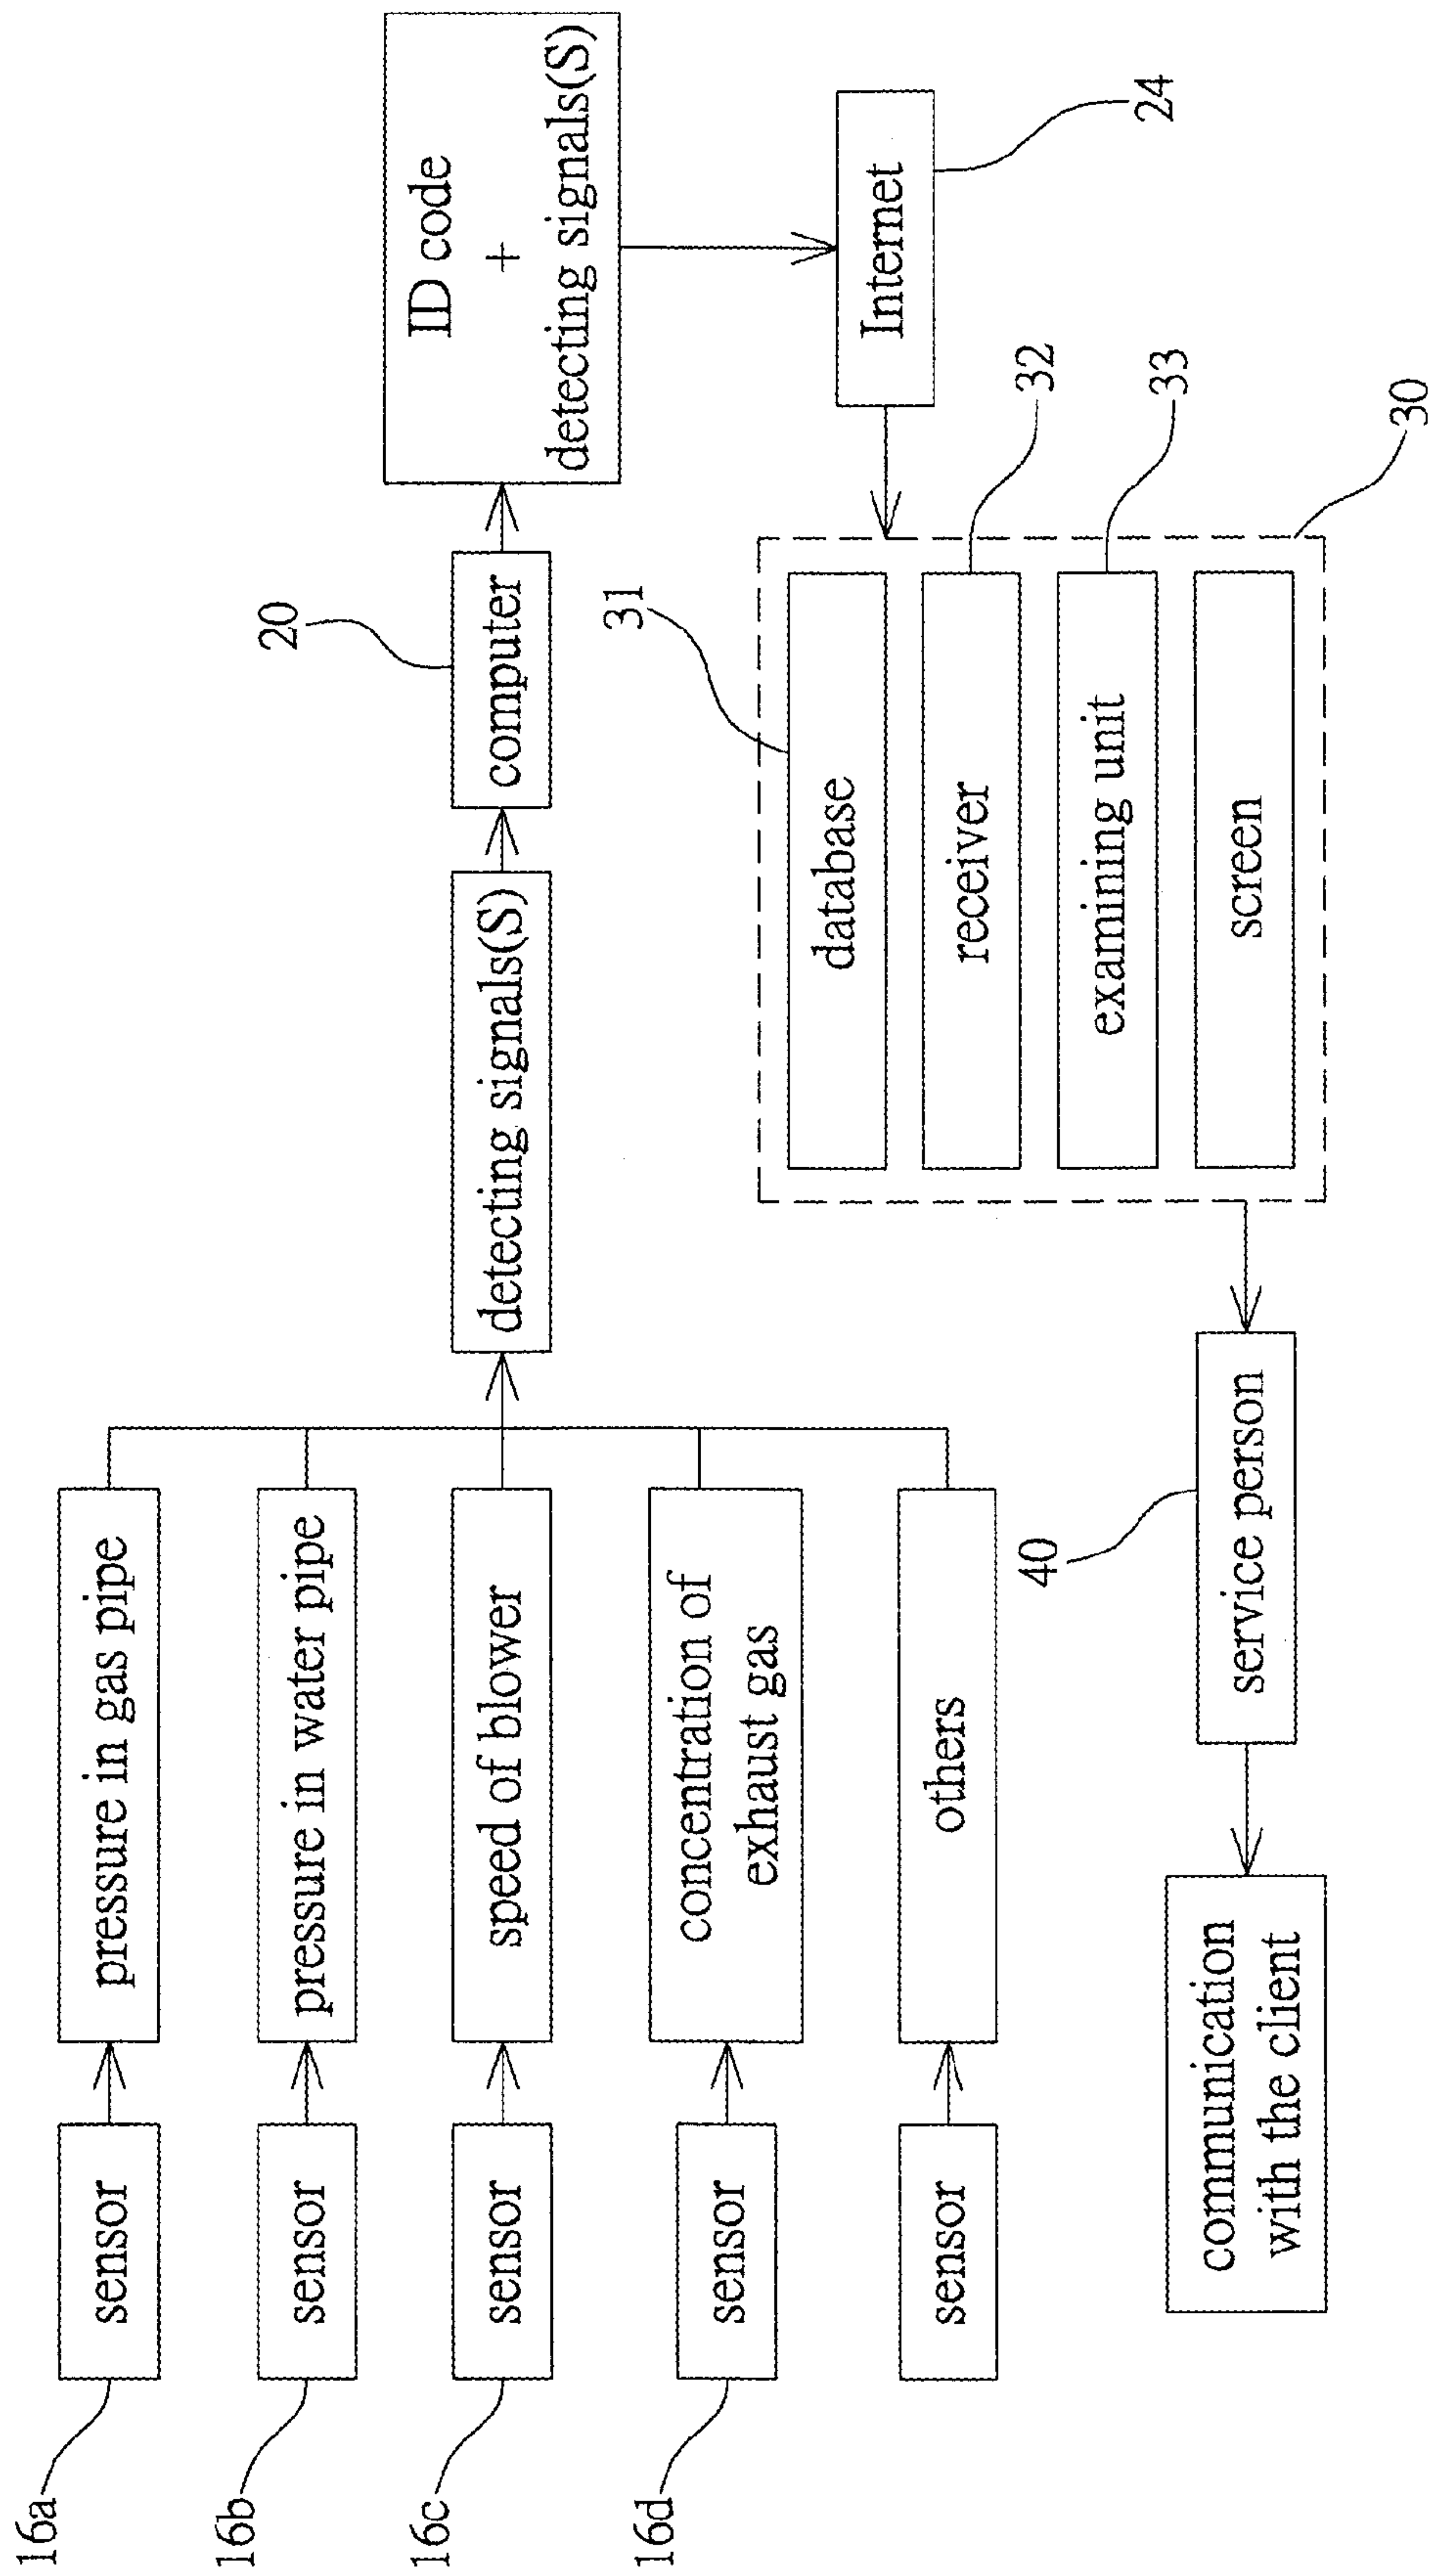 16a
sensor
pressure in gas pipe
16b
sensor
pressure in water pipe
16c
sensor
speed of blower
16d
sensor
concentration of
exhaust gas
sensor
others
detecting signals(S)
20
computer
ID code
+
detecting signals(S)
Internet
24
31
database
32
receiver
33
examining unit
screen
30
40
service person
communication
with the client